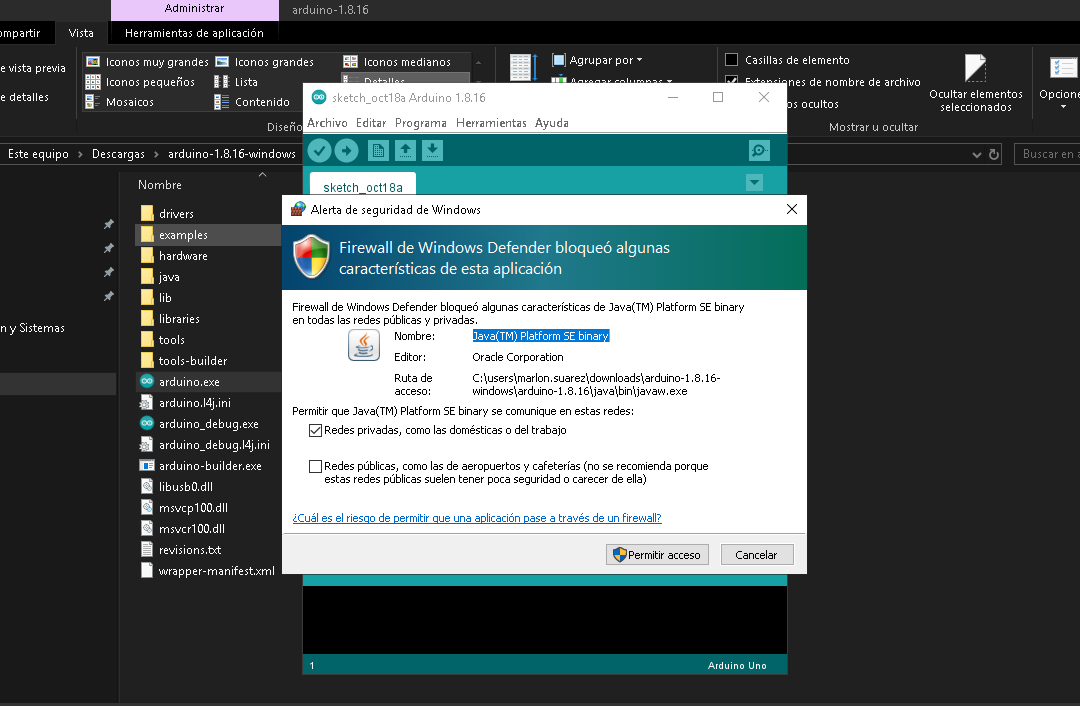 Administrar
arduino-1.8.16
ompartir
Vista
Herramientas de aplicación
e vista previa
e detalles
Iconos muy grandes
Iconos grandes
Iconos medianos
Iconos pequeños
Lista
Detalles
Mosaicos
Contenido
Diseño
Agrupar por
Agregar columnas
Casillas de elemento
Extensiones de nombre de archivo
os ocultos
Ocultar elementos
seleccionados
Opcione
Mostrar u ocultar
Este equipo
Descargas
arduino-1.8.16-windows
Buscar en a
n y Sistemas
Nombre
drivers
examples
hardware
java
lib
libraries
tools
tools-builder
arduino.exe
arduino.l4j.ini
arduino_debug.exe
arduino_debug.l4j.ini
arduino-builder.exe
libusb0.dll
msvcp100.dll
msvcr100.dll
revisions.txt
wrapper-manifest.xml
sketch_oct18a Arduino 1.8.16
Archivo Editar Programa Herramientas Ayuda
sketch_oct18a
Alerta de seguridad de Windows
Firewall de Windows Defender bloqueó algunas
características de esta aplicación
Firewall de Windows Defender bloqueó algunas características de Java(TM) Platform SE binary
en todas las redes públicas y privadas.
Nombre: Java(TM) Platform SE binary
Editor: Oracle Corporation
Ruta de C:\users\marlon.suarez\downloads\arduino-1.8.16-
acceso: windows\arduino-1.8.16\java\bin\javaw.exe
Permitir que Java(TM) Platform SE binary se comunique en estas redes:
Redes privadas, como las domésticas o del trabajo
Redes públicas, como las de aeropuertos y cafeterías (no se recomienda porque
estas redes públicas suelen tener poca seguridad o carecer de ella)
¿Cuál es el riesgo de permitir que una aplicación pase a través de un firewall?
Permitir acceso
Cancelar
1
Arduino Uno